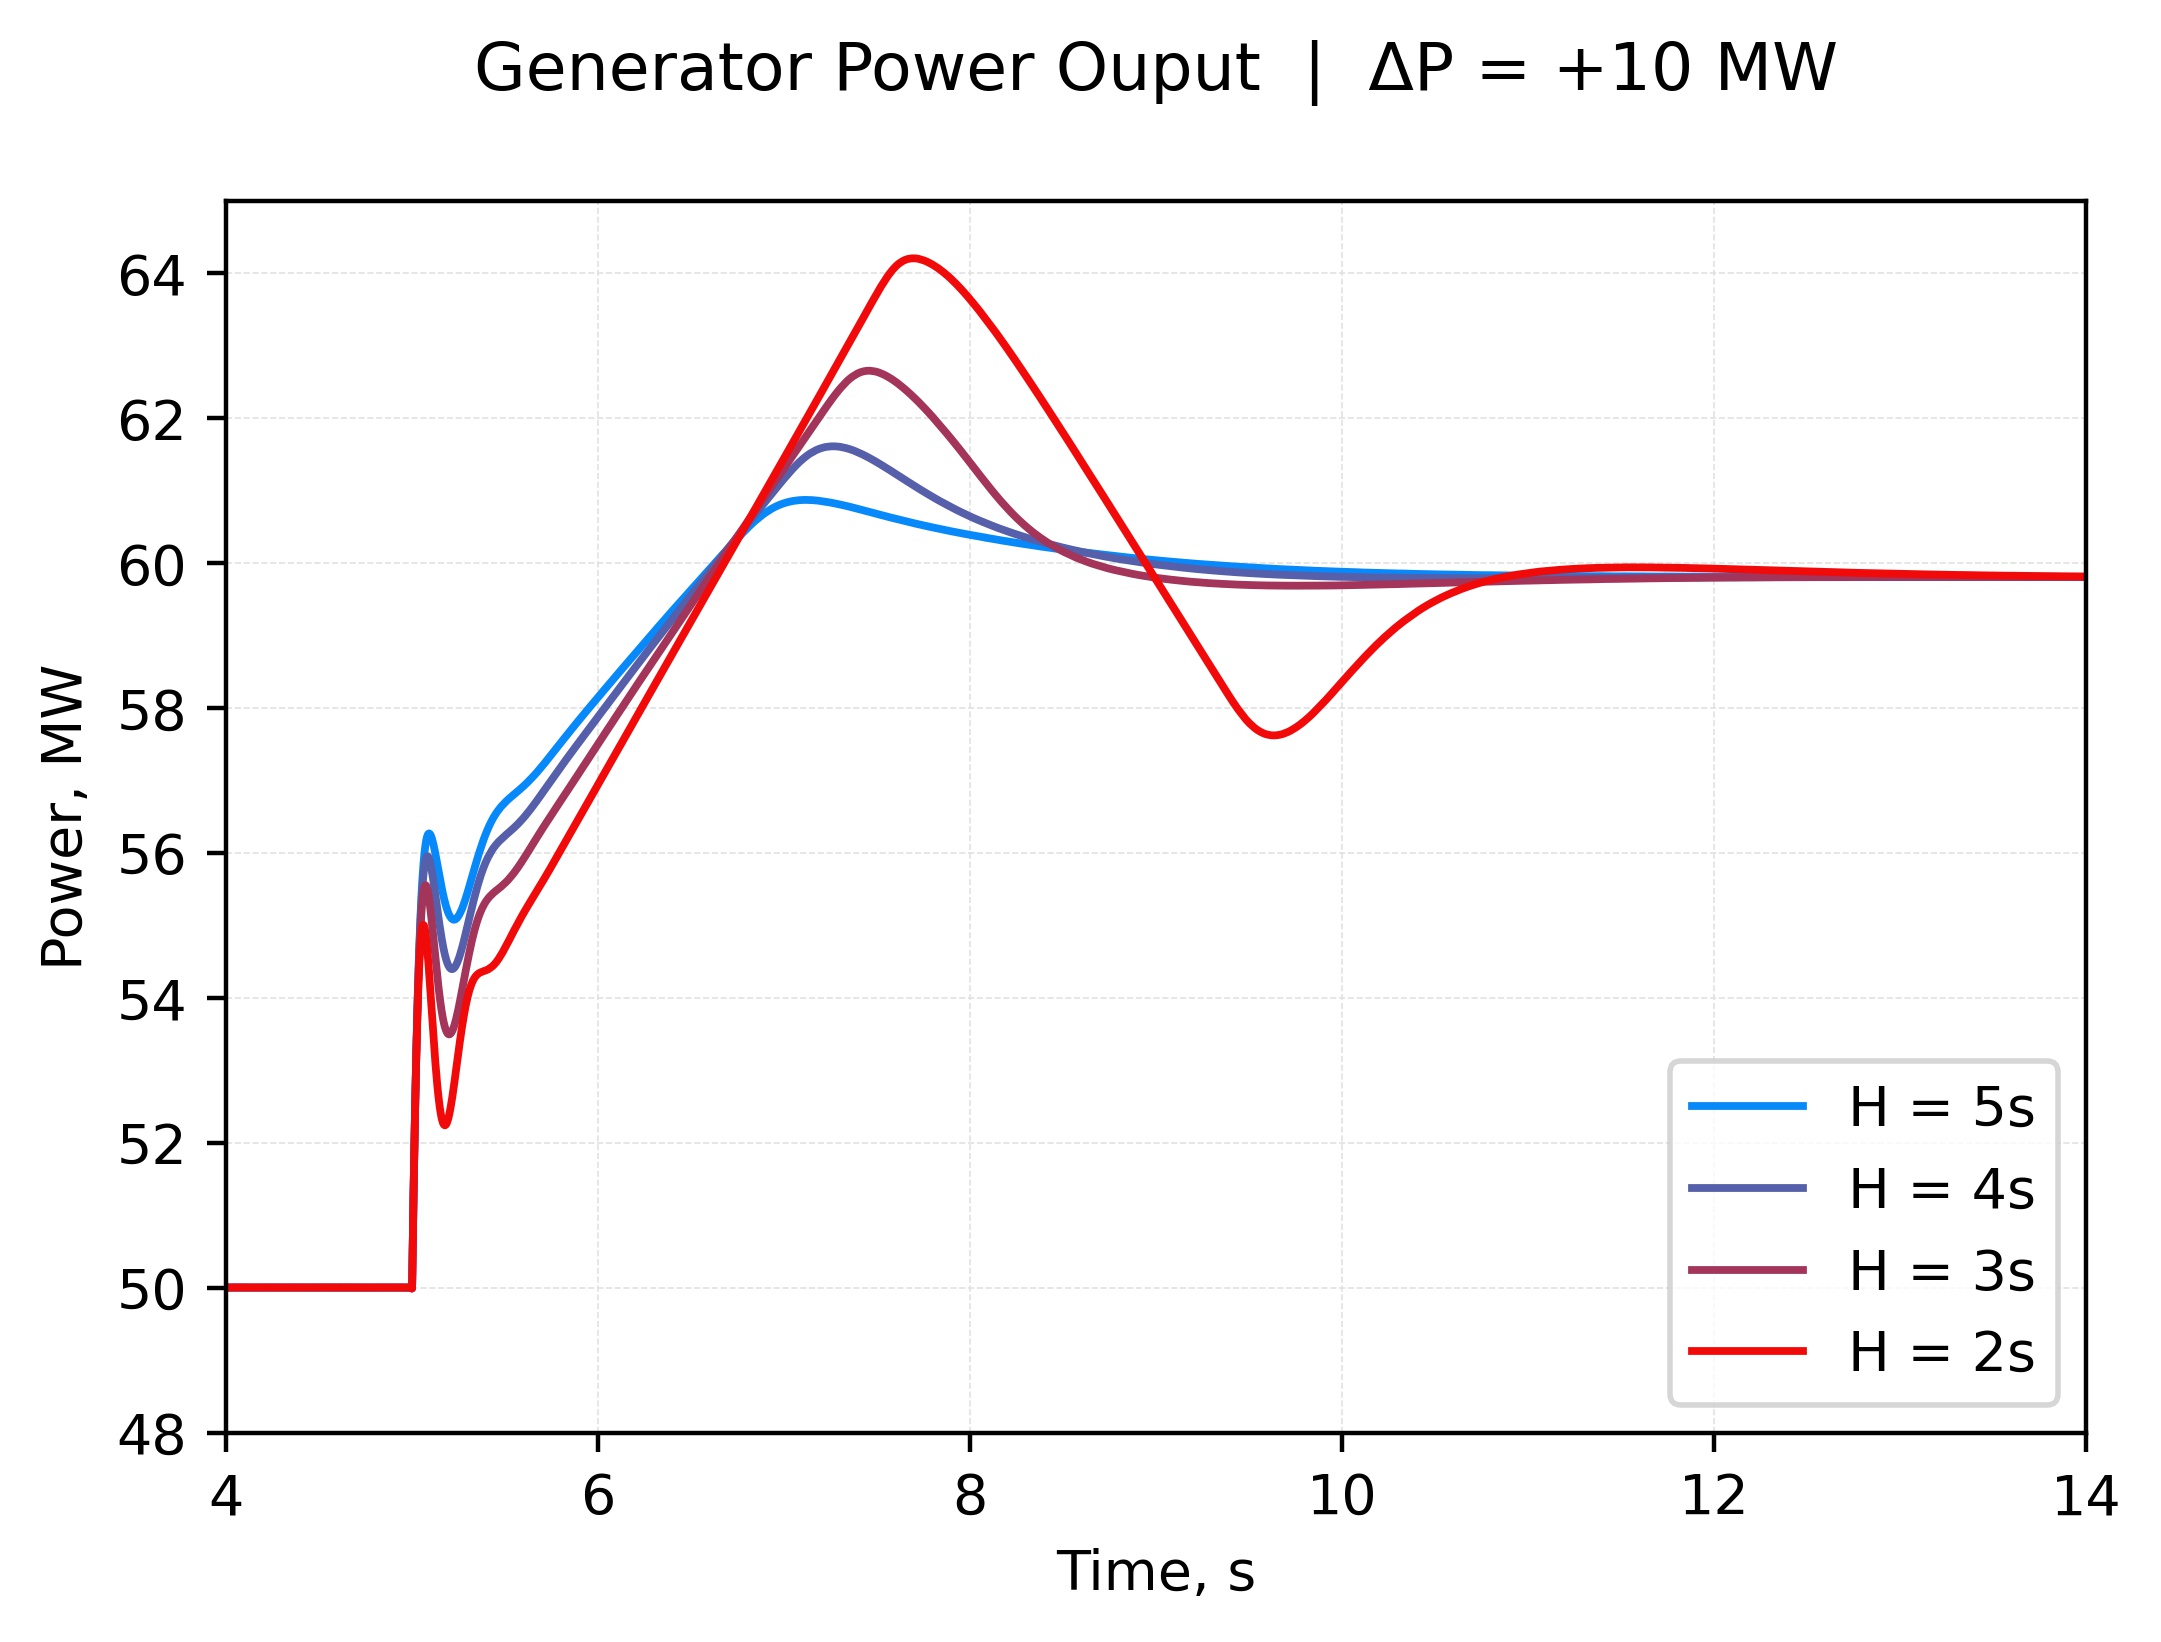 Generator Power Ouput | ΔP = +10 MW
Power, MW
64
62
60
58
56
54
52
50
48
4 6 8 10 12 14
Time, s
H = 5s
H = 4s
H = 3s
H = 2s